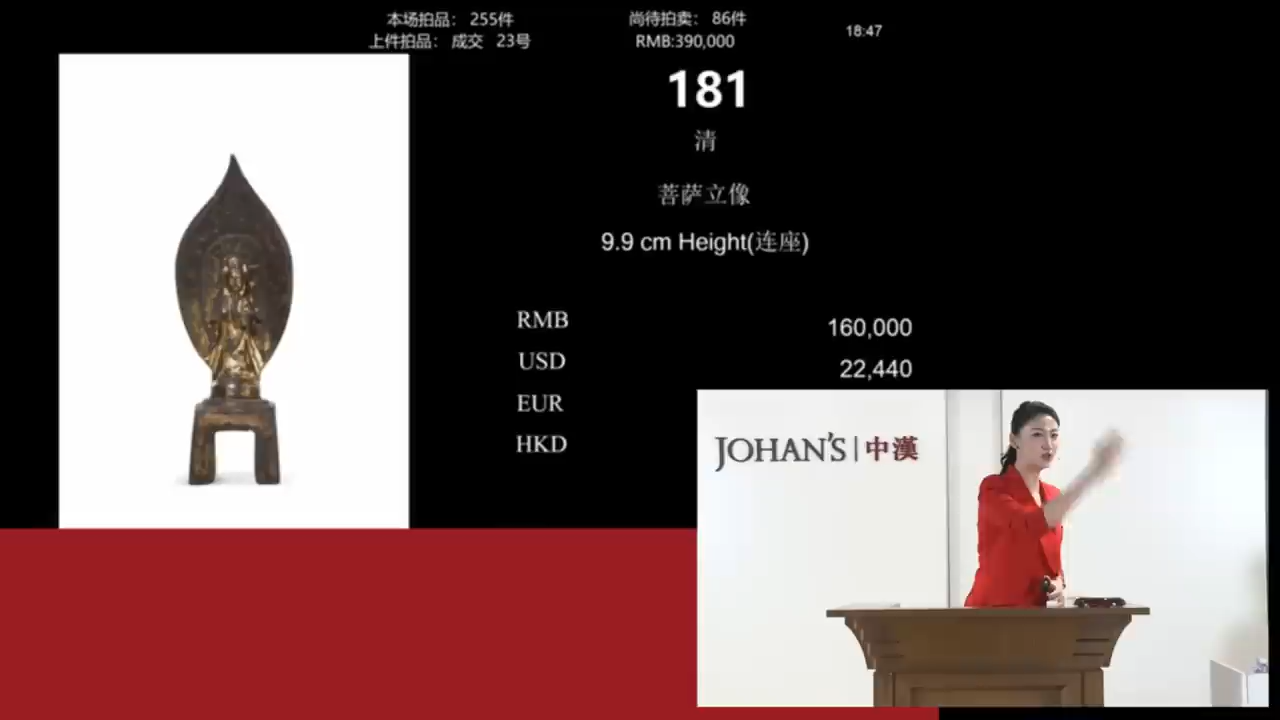 本场拍品： 255件
尚待拍卖： 86件
18:47
上件拍品： 成交 23号
RMB:390,000
181
清
菩萨立像
9.9 cm Height(连座)
RMB 160,000
USD 22,440
EUR
HKD
JOHAN'S|中漢